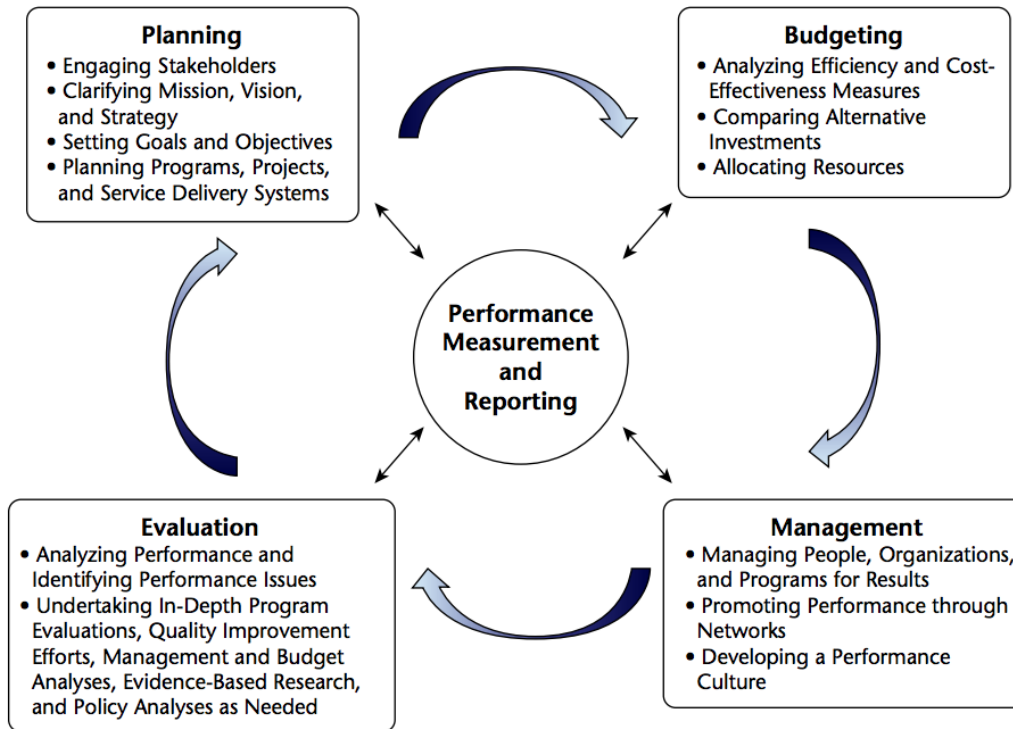 Planning
• Engaging Stakeholders
• Clarifying Mission, Vision,
and Strategy
• Setting Goals and Objectives
• Planning Programs, Projects,
and Service Delivery Systems
Budgeting
• Analyzing Efficiency and Cost-
Effectiveness Measures
• Comparing Alternative
Investments
• Allocating Resources
Performance
Measurement
and
Reporting
Evaluation
• Analyzing Performance and
Identifying Performance Issues
• Undertaking In-Depth Program
Evaluations, Quality Improvement
Efforts, Management and Budget
Analyses, Evidence-Based Research,
and Policy Analyses as Needed
Management
• Managing People, Organizations,
and Programs for Results
• Promoting Performance through
Networks
• Developing a Performance
Culture